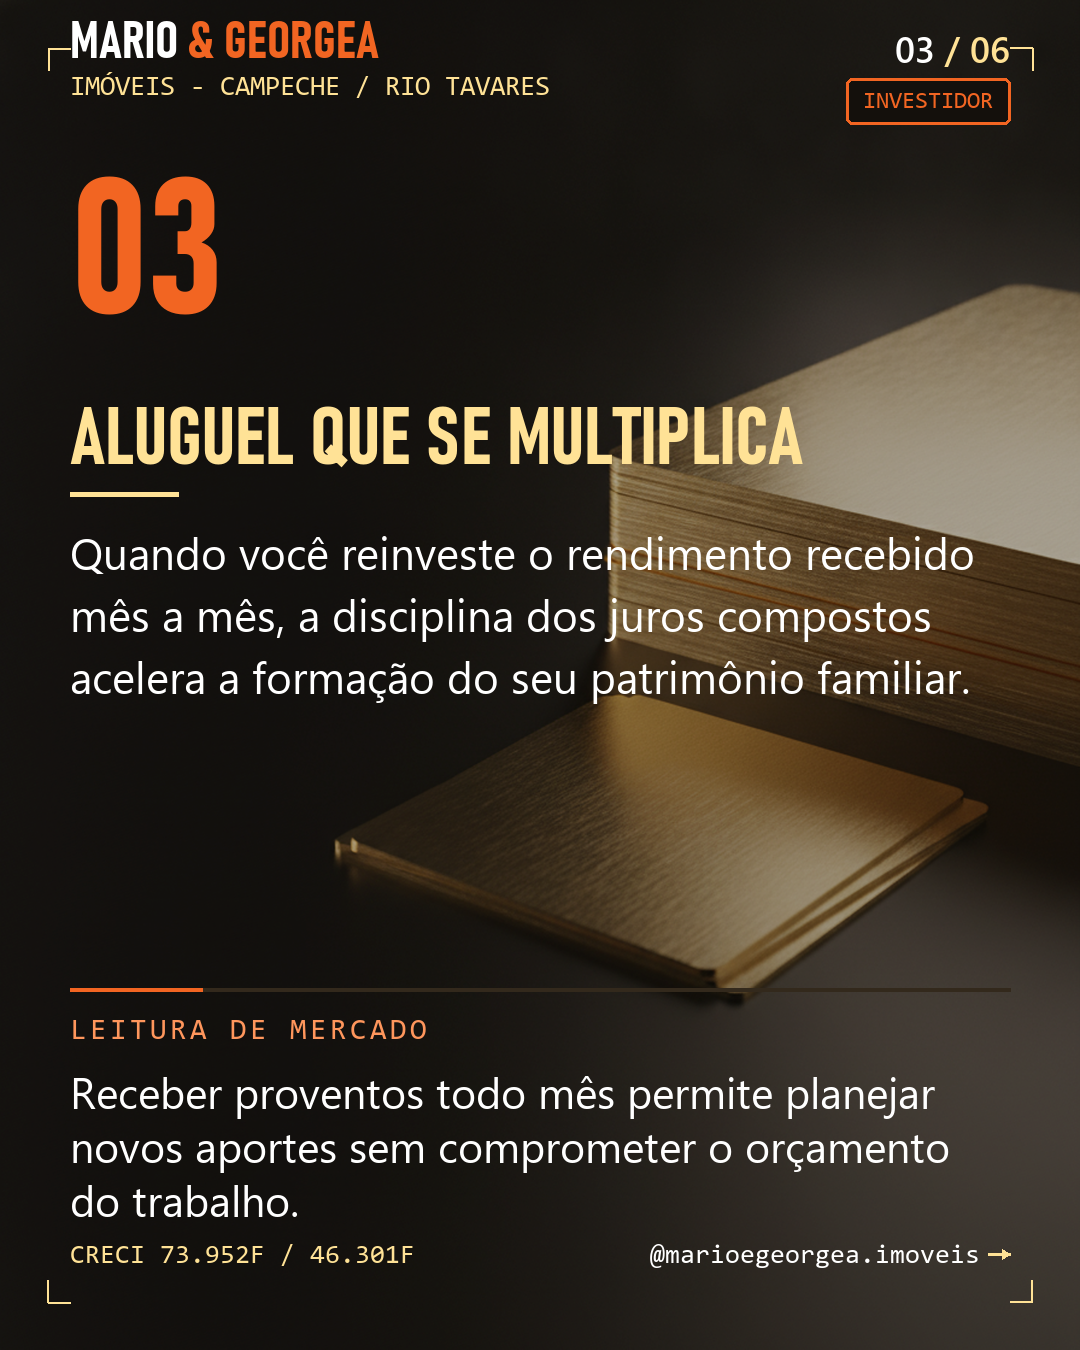 MARIO & GEORGEA
IMÓVEIS - CAMPECHE / RIO TAVARES
03 / 06
INVESTIDOR
03
ALUGUEL QUE SE MULTIPLICA
Quando você reinveste o rendimento recebido
mês a mês, a disciplina dos juros compostos
acelera a formação do seu patrimônio familiar.
LEITURA DE MERCADO
Receber proventos todo mês permite planejar
novos aportes sem comprometer o orçamento
do trabalho.
CRECI 73.952F / 46.301F
@marioegeorgea.imoveis →